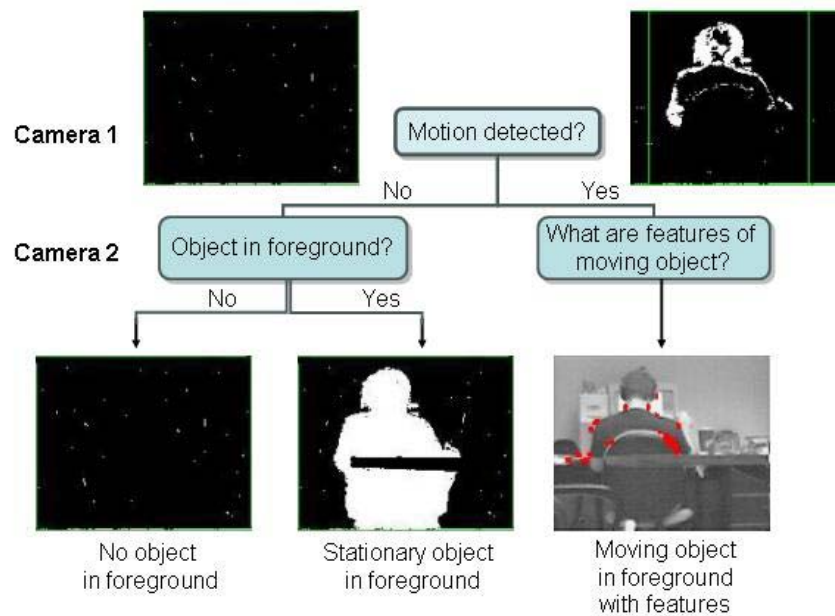 Camera 1
Motion detected?
No
Yes
Camera 2
Object in foreground?
What are features of
moving object?
No
Yes
No object
in foreground
Stationary object
in foreground
Moving object
in foreground
with features